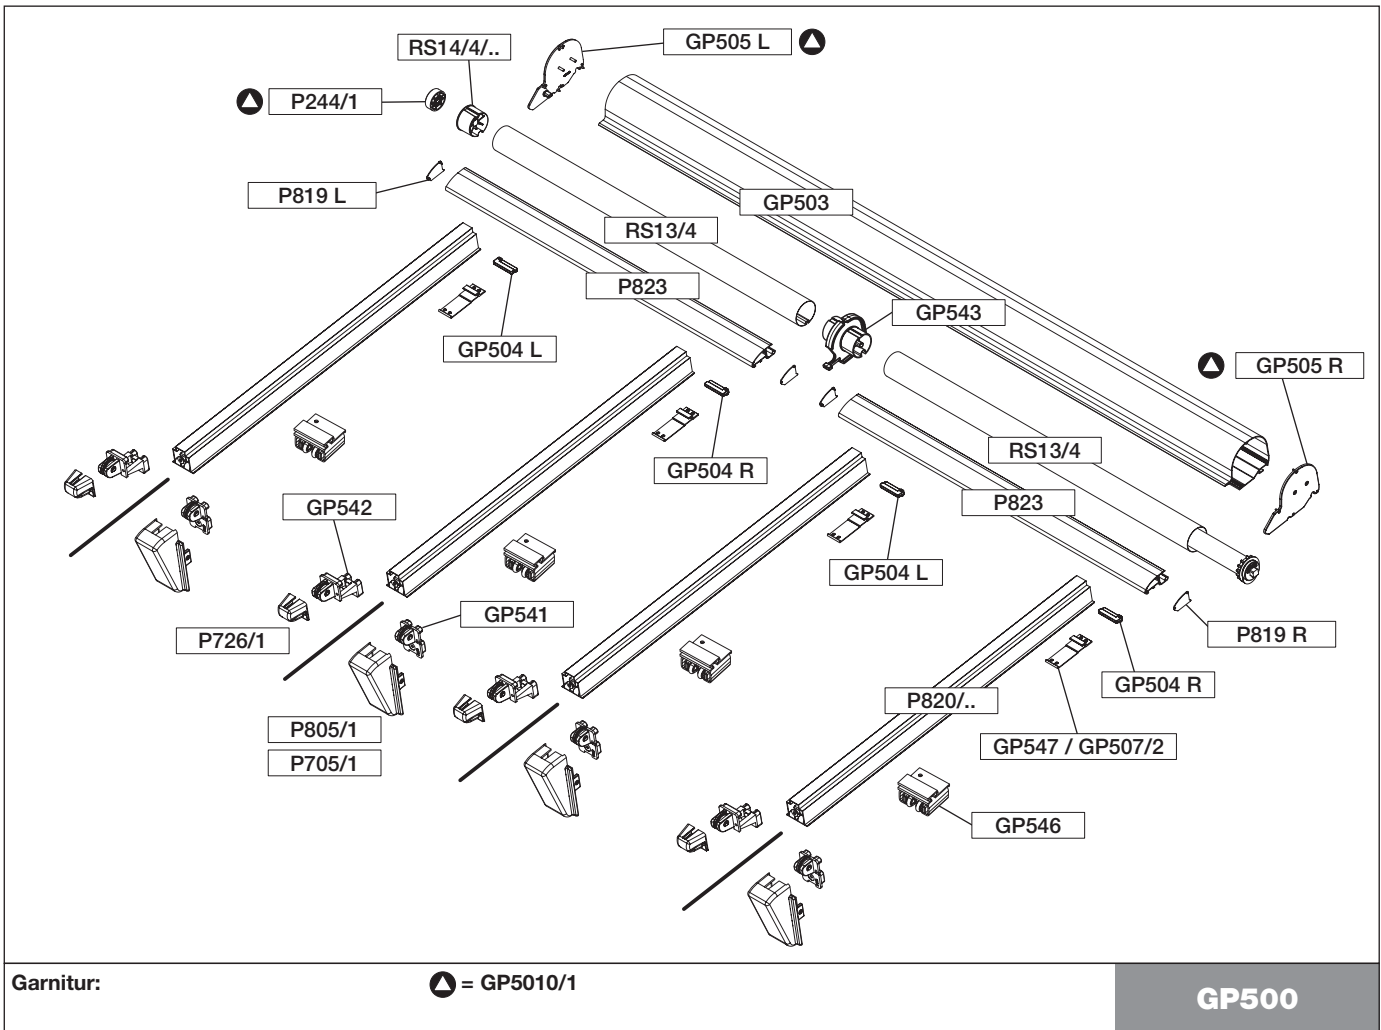 RS14/4/..
GP505 L
P244/1
P819 L
GP503
RS13/4
P823
GP543
GP504 L
GP505 R
RS13/4
GP504 R
P823
GP542
GP504 L
GP541
P726/1
P819 R
GP504 R
P820/..
P805/1
GP547 / GP507/2
P705/1
GP546
Garnitur:
= GP5010/1
GP500